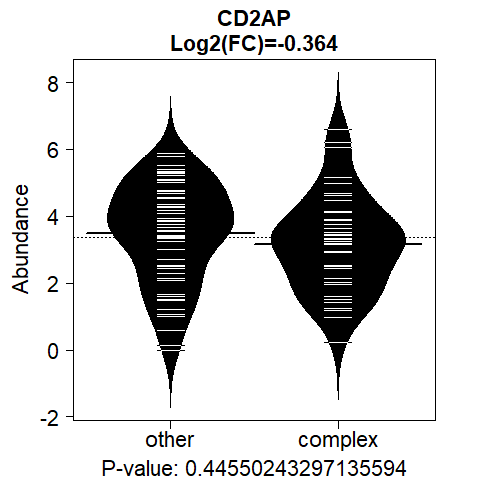 CD2AP
Log2(FC)=-0.364
Abundance
8
6
4
2
0
-2
other complex
P-value: 0.44550243297135594